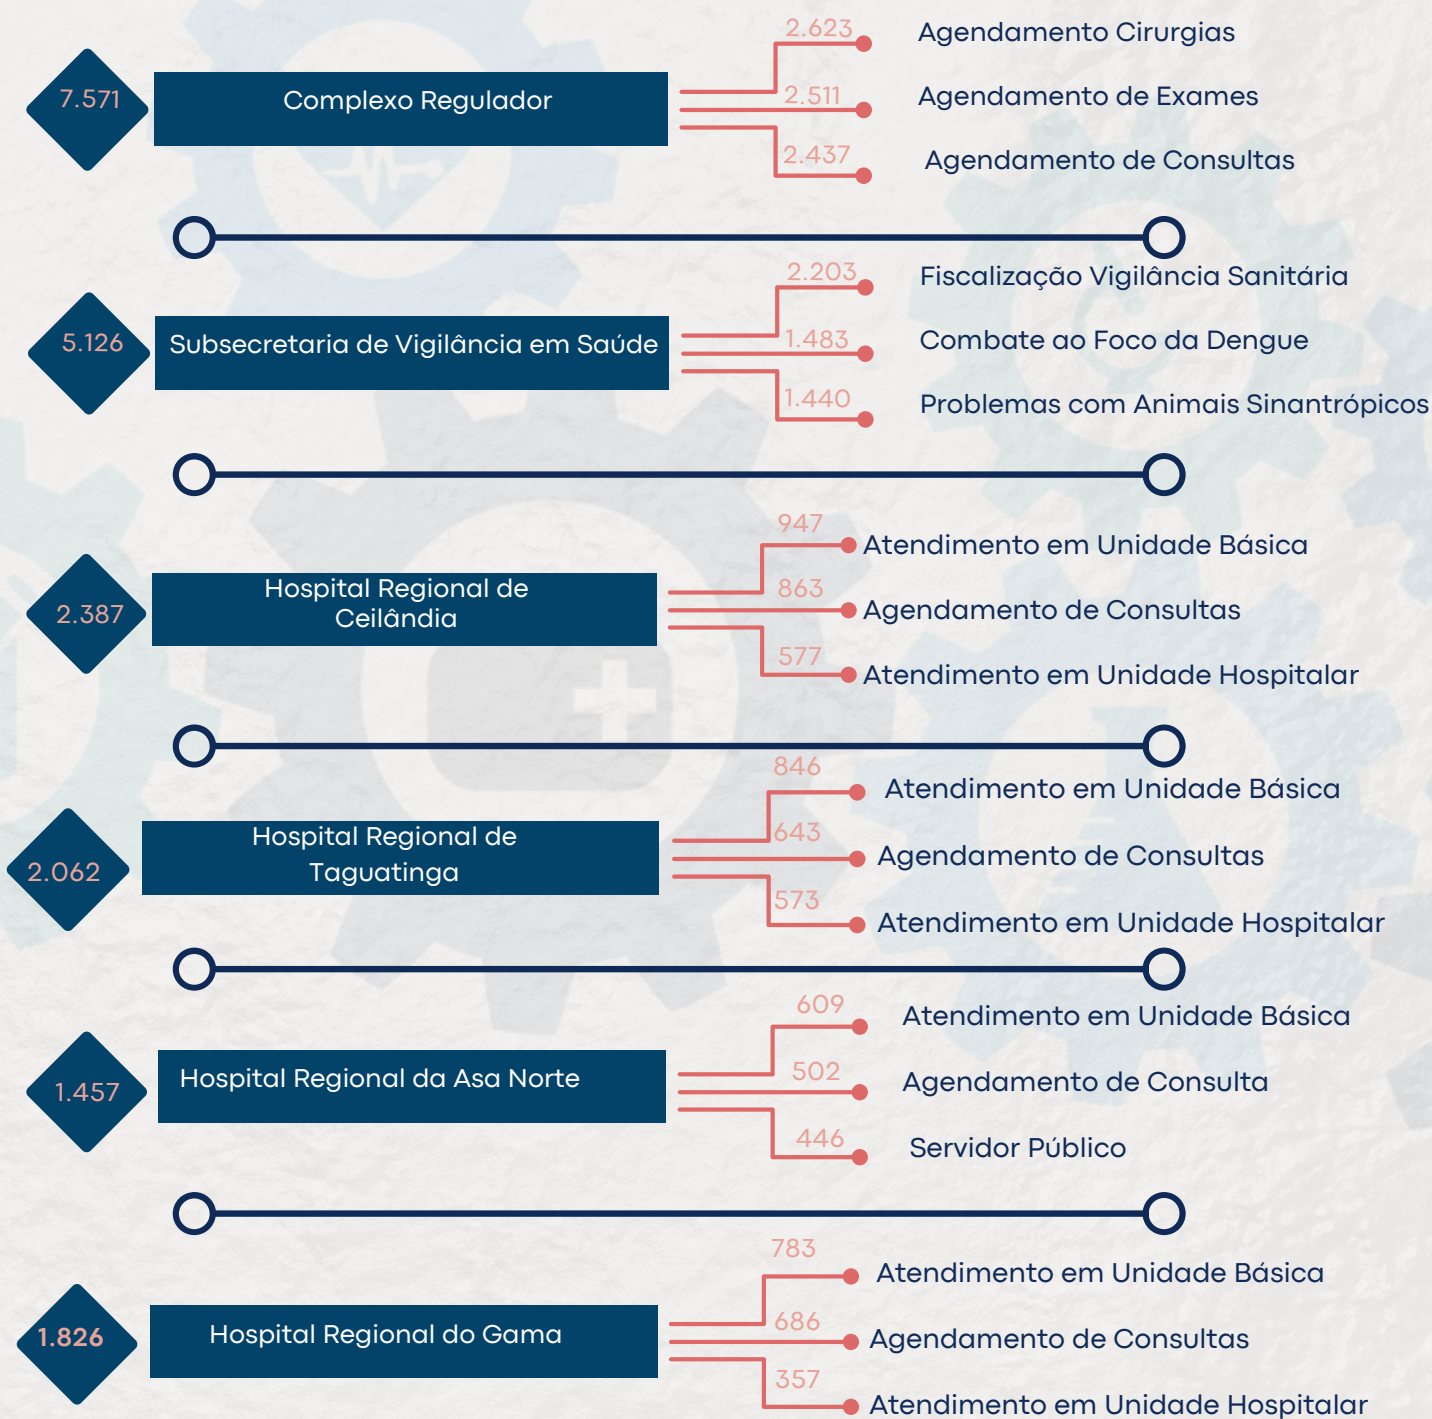 7.571
Complexo Regulador
2.623
Agendamento Cirurgias
2.511
Agendamento de Exames
2.437
Agendamento de Consultas
5.126
Subsecretaria de Vigilância em Saúde
2.203
Fiscalização Vigilância Sanitária
1.483
Combate ao Foco da Dengue
1.440
Problemas com Animais Sinantrópicos
2.387
Hospital Regional de
Ceilândia
947
Atendimento em Unidade Básica
863
Agendamento de Consultas
577
Atendimento em Unidade Hospitalar
2.062
Hospital Regional de
Taguatinga
846
Atendimento em Unidade Básica
643
Agendamento de Consultas
573
Atendimento em Unidade Hospitalar
1.457
Hospital Regional da Asa Norte
609
Atendimento em Unidade Básica
502
Agendamento de Consulta
446
Servidor Público
1.826
Hospital Regional do Gama
783
Atendimento em Unidade Básica
686
Agendamento de Consultas
357
Atendimento em Unidade Hospitalar